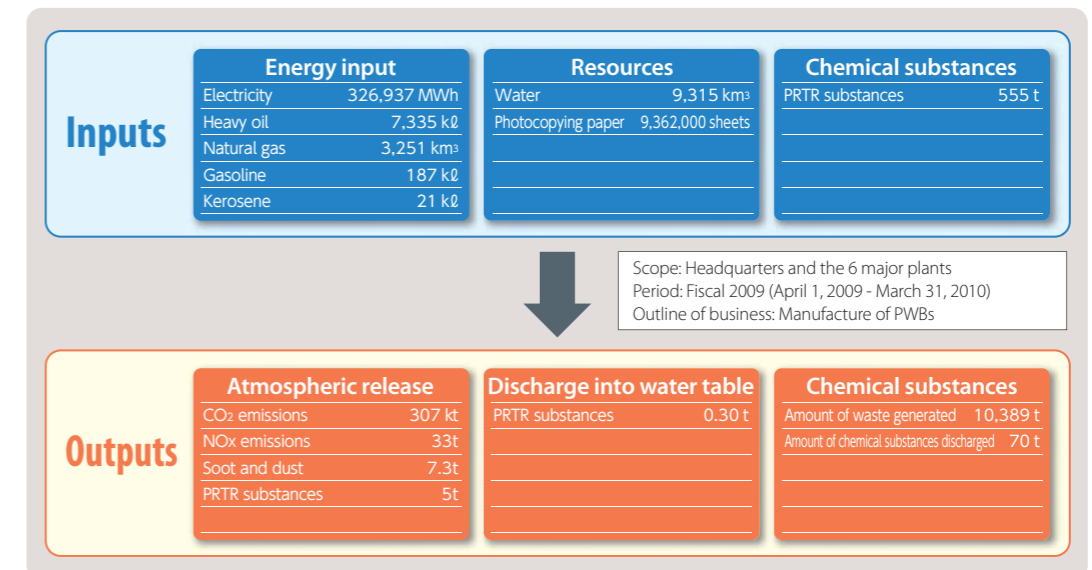 Inputs
Energy input
Electricity 326,937 MWh
Heavy oil 7,335 kℓ
Natural gas 3,251 km³
Gasoline 187 kℓ
Kerosene 21 kℓ
Resources
Water 9,315 km³
Photocopying paper 9,362,000 sheets
Chemical substances
PRTR substances 555 t
Scope: Headquarters and the 6 major plants
Period: Fiscal 2009 (April 1, 2009 - March 31, 2010)
Outline of business: Manufacture of PWBs
Outputs
Atmospheric release
CO₂ emissions 307 kt
NOx emissions 33t
Soot and dust 7.3t
PRTR substances 5t
Discharge into water table
PRTR substances 0.30 t
Chemical substances
Amount of waste generated 10,389 t
Amount of chemical substances discharged 70 t